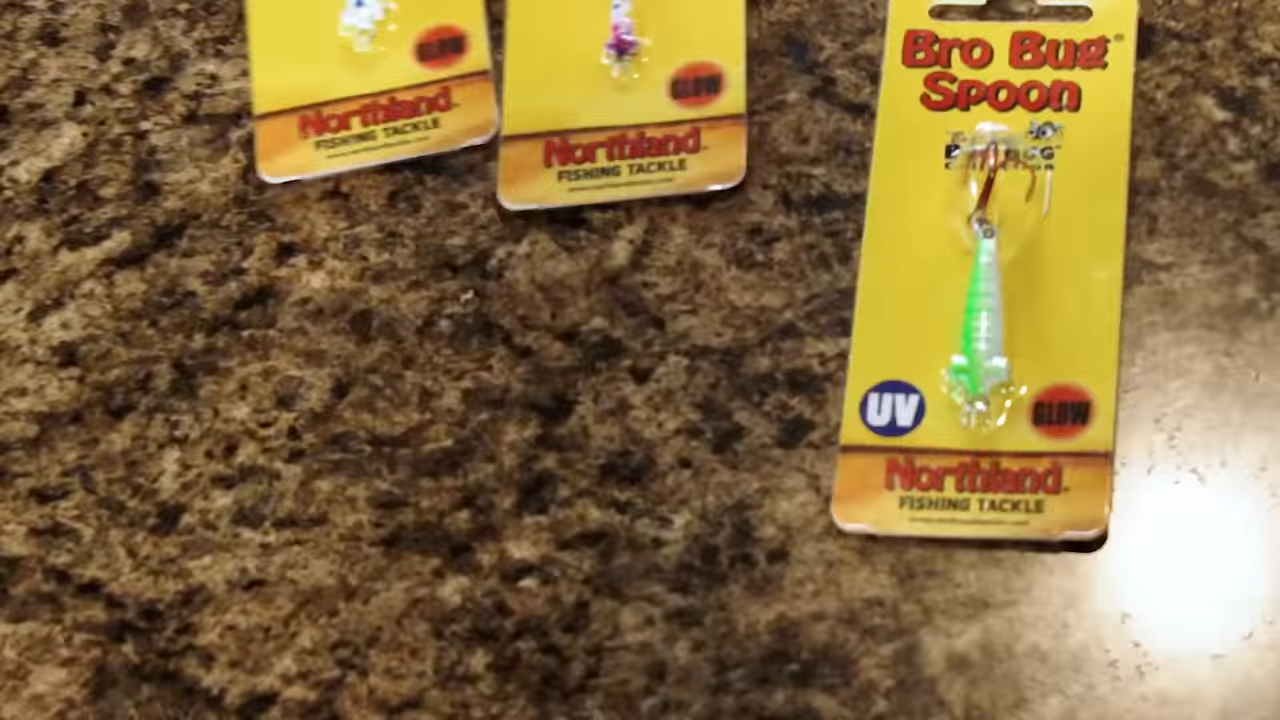 GLOW
Northland
FISHING TACKLE
GLOW
Northland
FISHING TACKLE
Bro Bug®
Spoon
UV
GLOW
Northland
FISHING TACKLE